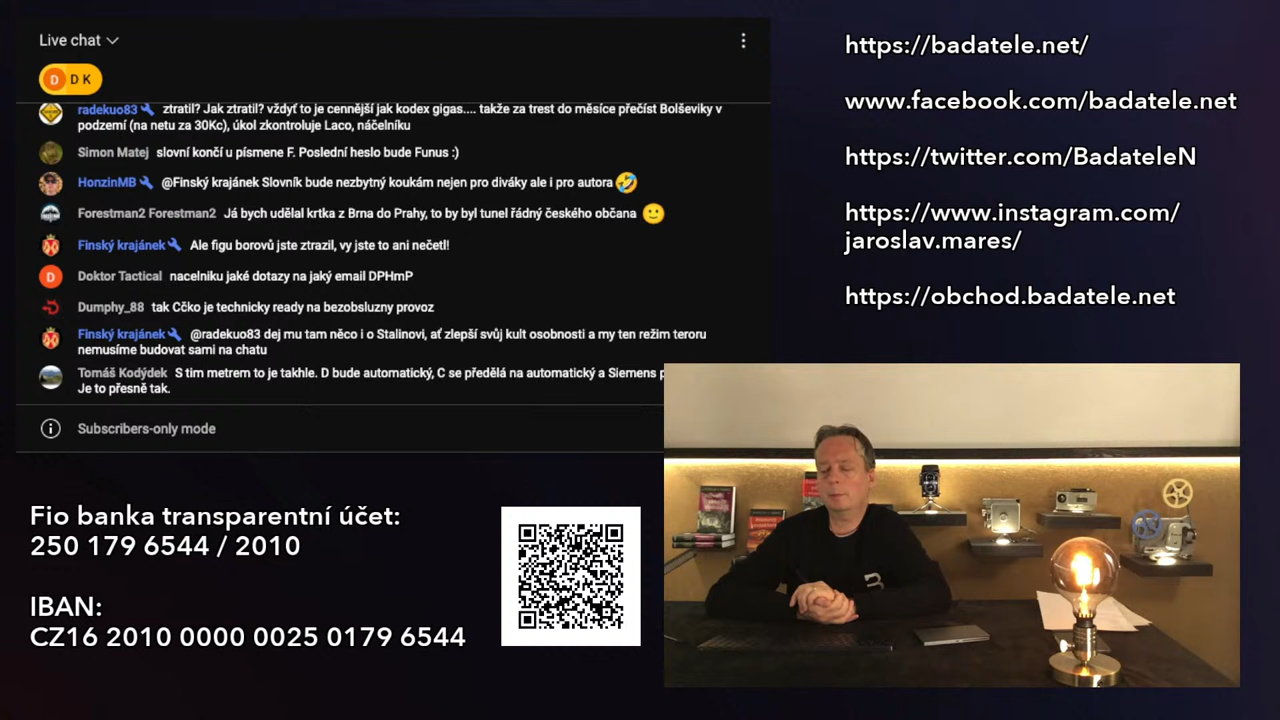 Live chat
D D K
radekuo83 ztratil? Jak ztratil? vždyť to je cennější jak kodex gigas.... takže za trest do měsíce přečíst Bolševiky v
podzemí (na netu za 30Kc), úkol zkontroluje Laco, náčelníku
Simon Matej slovní končí u písmene F. Poslední heslo bude Funus :)
HonzinMB @Finský krajánek Slovník bude nezbytný koukám nejen pro diváky ale i pro autora 🤣
Forestman2 Forestman2 Já bych udělal krtka z Brna do Prahy, to by byl tunel řádný českého občana 🙂
Finský krajánek Ale figu borovů jste ztrazil, vy jste to ani nečetl!
D
Doktor Tactical nacelniku jaké dotazy na jaký email DPHmP
Dumphy_88 tak Cčko je technicky ready na bezobsluzny provoz
Finský krajánek @radekuo83 dej mu tam něco i o Stalinovi, ať zlepší svůj kult osobnosti a my ten režim teroru
nemusíme budovat sami na chatu
Tomáš Kodýdek S tim metrem to je takhle. D bude automatický, C se předělá na automatický a Siemens
Je to přesně tak.
Subscribers-only mode
https://badatele.net/
www.facebook.com/badatele.net
https://twitter.com/BadateleN
https://www.instagram.com/
jaroslav.mares/
https://obchod.badatele.net
Fio banka transparentní účet:
250 179 6544 / 2010
IBAN:
CZ16 2010 0000 0025 0179 6544